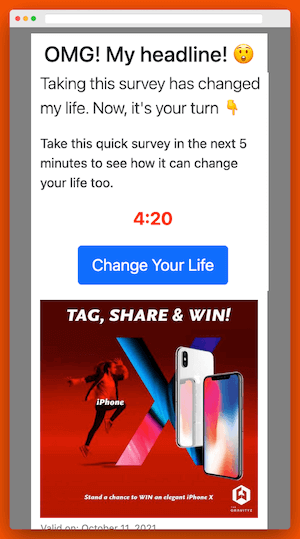 OMG! My headline! 😲
Taking this survey has changed
my life. Now, it's your turn 👇
Take this quick survey in the next 5
minutes to see how it can change
your life too.
4:20
Change Your Life
TAG, SHARE & WIN!
iPhone
X
Stand a chance to WIN an elegant iPhone X
GRAVITTE
Valid on: October 11, 2021